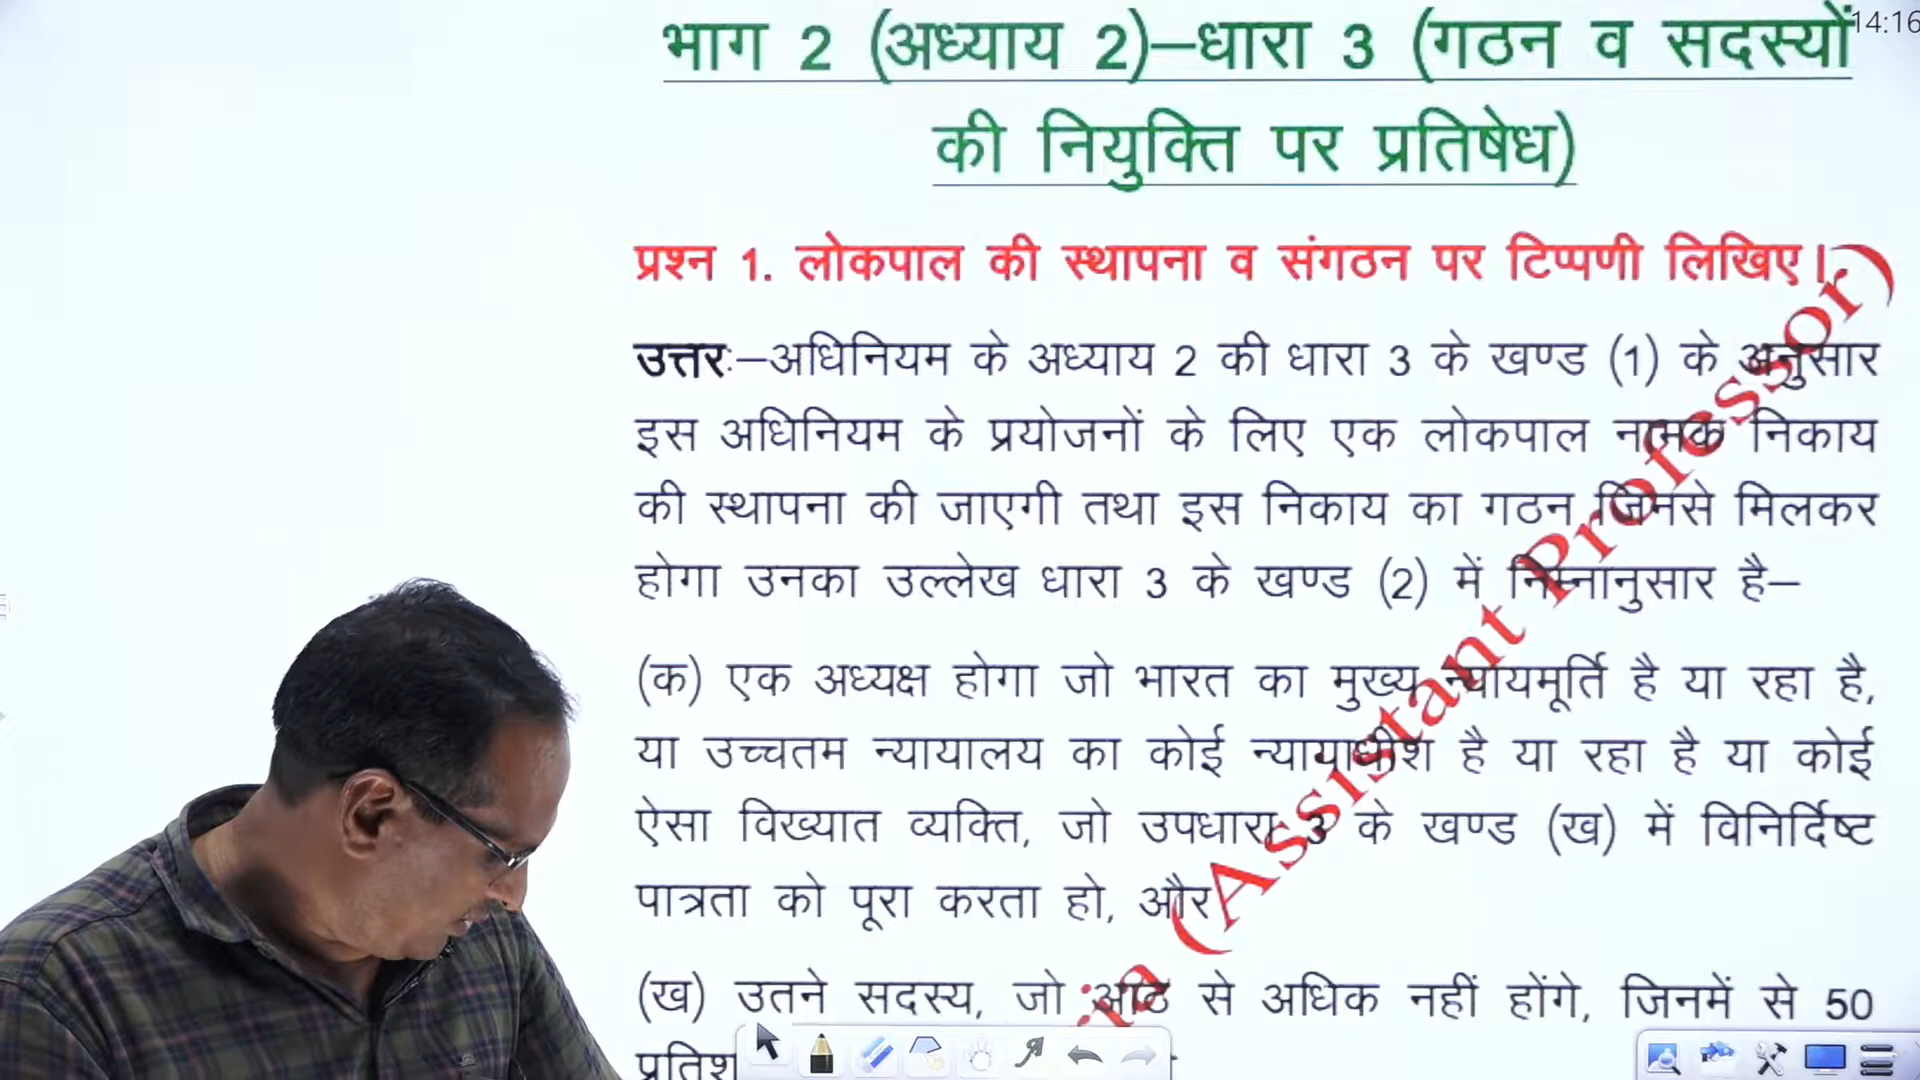 भाग 2 (अध्याय 2)–धारा 3 (गठन व सदस्यों
14:16
की नियुक्ति पर प्रतिषेध)
प्रश्न 1. लोकपाल की स्थापना व संगठन पर टिप्पणी लिखिए।
उत्तरः–अधिनियम के अध्याय 2 की धारा 3 के खण्ड (1) के अनुसार
इस अधिनियम के प्रयोजनों के लिए एक लोकपाल नामक निकाय
की स्थापना की जाएगी तथा इस निकाय का गठन जिनसे मिलकर
होगा उनका उल्लेख धारा 3 के खण्ड (2) में निम्नानुसार है–
(क) एक अध्यक्ष होगा जो भारत का मुख्य न्यायमूर्ति है या रहा है,
या उच्चतम न्यायालय का कोई न्यायाधीश है या रहा है या कोई
ऐसा विख्यात व्यक्ति, जो उपधारा 3 के खण्ड (ख) में विनिर्दिष्ट
पात्रता को पूरा करता हो, और
(ख) उतने सदस्य, जो आठ से अधिक नहीं होंगे, जिनमें से 50
(Assistant Professor)